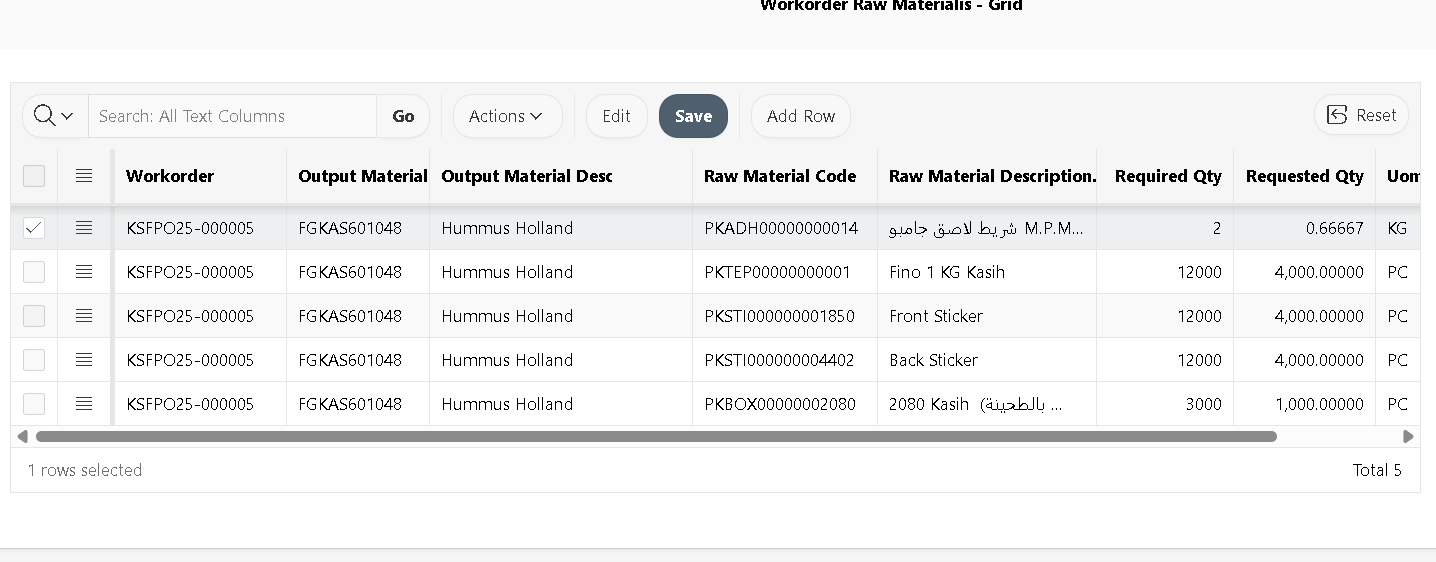 Workorder Raw Materialis - Grid
Search: All Text Columns Go Actions Edit Save Add Row Reset
Workorder Output Material Output Material Desc Raw Material Code Raw Material Description. Required Qty Requested Qty Uom
KSFPO25-000005 FGKAS601048 Hummus Holland PKADH00000000014 شريط لاصق جامبو M.P.M... 2 0.66667 KG
KSFPO25-000005 FGKAS601048 Hummus Holland PKTEP00000000001 Fino 1 KG Kasih 12000 4,000.00000 PC
KSFPO25-000005 FGKAS601048 Hummus Holland PKSTI000000001850 Front Sticker 12000 4,000.00000 PC
KSFPO25-000005 FGKAS601048 Hummus Holland PKSTI000000004402 Back Sticker 12000 4,000.00000 PC
KSFPO25-000005 FGKAS601048 Hummus Holland PKBOX00000002080 2080 Kasih (بالطحينة ... 3000 1,000.00000 PC
1 rows selected Total 5